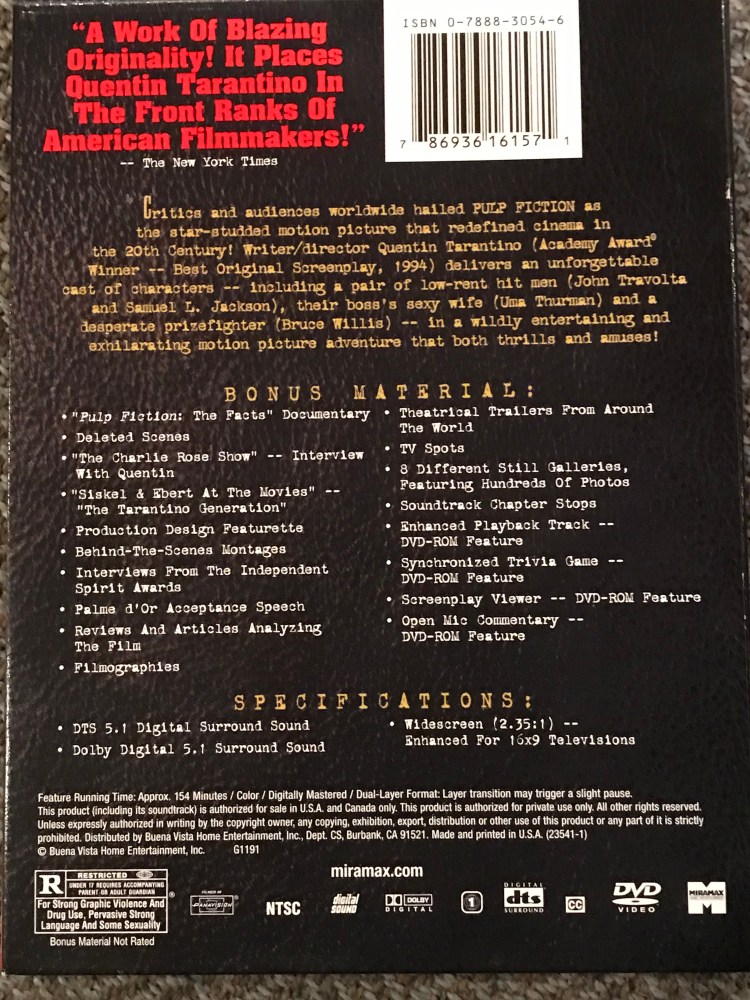 "A Work Of Blazing
Originality! It Places
Quentin Tarantino In
The Front Ranks Of
American Filmmakers!"
-- The New York Times
ISBN 0-7888-3054-6
7 86936 16157 1
Critics and audiences worldwide hailed PULP FICTION as
the star-studded motion picture that redefined cinema in
the 20th Century! Writer/director Quentin Tarantino (Academy Award®
Winner -- Best Original Screenplay, 1994) delivers an unforgettable
cast of characters -- including a pair of low-rent hit men (John Travolta
and Samuel L. Jackson), their boss's sexy wife (Uma Thurman) and a
desperate prizefighter (Bruce Willis) -- in a wildly entertaining and
exhilarating motion picture adventure that both thrills and amuses!
BONUS MATERIAL:
• "Pulp Fiction: The Facts" Documentary
• Deleted Scenes
• "The Charlie Rose Show" -- Interview
With Quentin
• "Siskel & Ebert At The Movies" --
"The Tarantino Generation"
• Production Design Featurette
• Behind-The-Scenes Montages
• Interviews From The Independent
Spirit Awards
• Palme d'Or Acceptance Speech
• Reviews And Articles Analyzing
The Film
• Filmographies
• Theatrical Trailers From Around
The World
• TV Spots
• 8 Different Still Galleries,
Featuring Hundreds Of Photos
• Soundtrack Chapter Stops
• Enhanced Playback Track --
DVD-ROM Feature
• Synchronized Trivia Game --
DVD-ROM Feature
• Screenplay Viewer -- DVD-ROM Feature
• Open Mic Commentary --
DVD-ROM Feature
SPECIFICATIONS:
• DTS 5.1 Digital Surround Sound
• Dolby Digital 5.1 Surround Sound
• Widescreen (2.35:1) --
Enhanced For 16x9 Televisions
Feature Running Time: Approx. 154 Minutes / Color / Digitally Mastered / Dual-Layer Format: Layer transition may trigger a slight pause.
This product (including its soundtrack) is authorized for sale in U.S.A. and Canada only. This product is authorized for private use only. All other rights reserved.
Unless expressly authorized in writing by the copyright owner, any copying, exhibition, export, distribution or other use of this product or any part of it is strictly
prohibited. Distributed by Buena Vista Home Entertainment, Inc., Dept. CS, Burbank, CA 91521. Made and printed in U.S.A. (23541-1)
© Buena Vista Home Entertainment, Inc. G1191
miramax.com
R RESTRICTED
UNDER 17 REQUIRES ACCOMPANYING
PARENT OR ADULT GUARDIAN ®
For Strong Graphic Violence And
Drug Use, Pervasive Strong
Language And Some Sexuality
Bonus Material Not Rated
FILMED IN
PANAVISION
NTSC
digital
SOUND
DOLBY
DIGITAL
1
DIGITAL
dts
SURROUND
CC
DVD
VIDEO
MIRAMAX